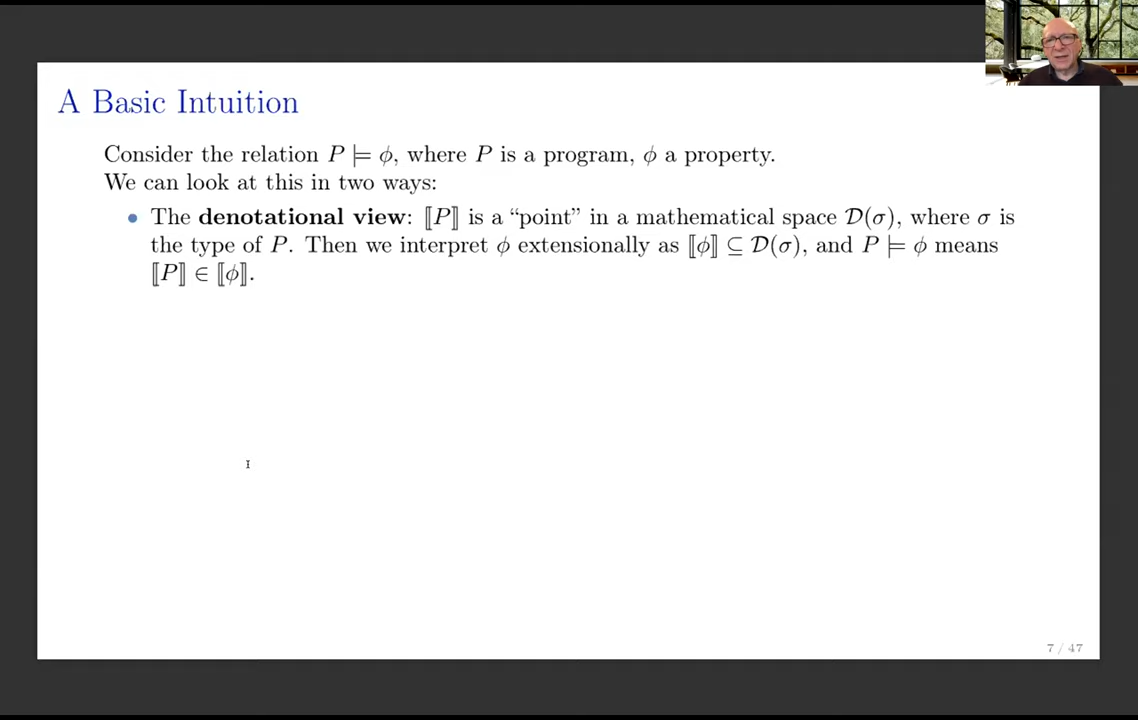 A Basic Intuition
Consider the relation P ⊨ ϕ, where P is a program, ϕ a property.
We can look at this in two ways:
• The denotational view: ⟦P⟧ is a “point” in a mathematical space 𝒟(σ), where σ is
the type of P. Then we interpret ϕ extensionally as ⟦ϕ⟧ ⊆ 𝒟(σ), and P ⊨ ϕ means
⟦P⟧ ∈ ⟦ϕ⟧.
7 / 47